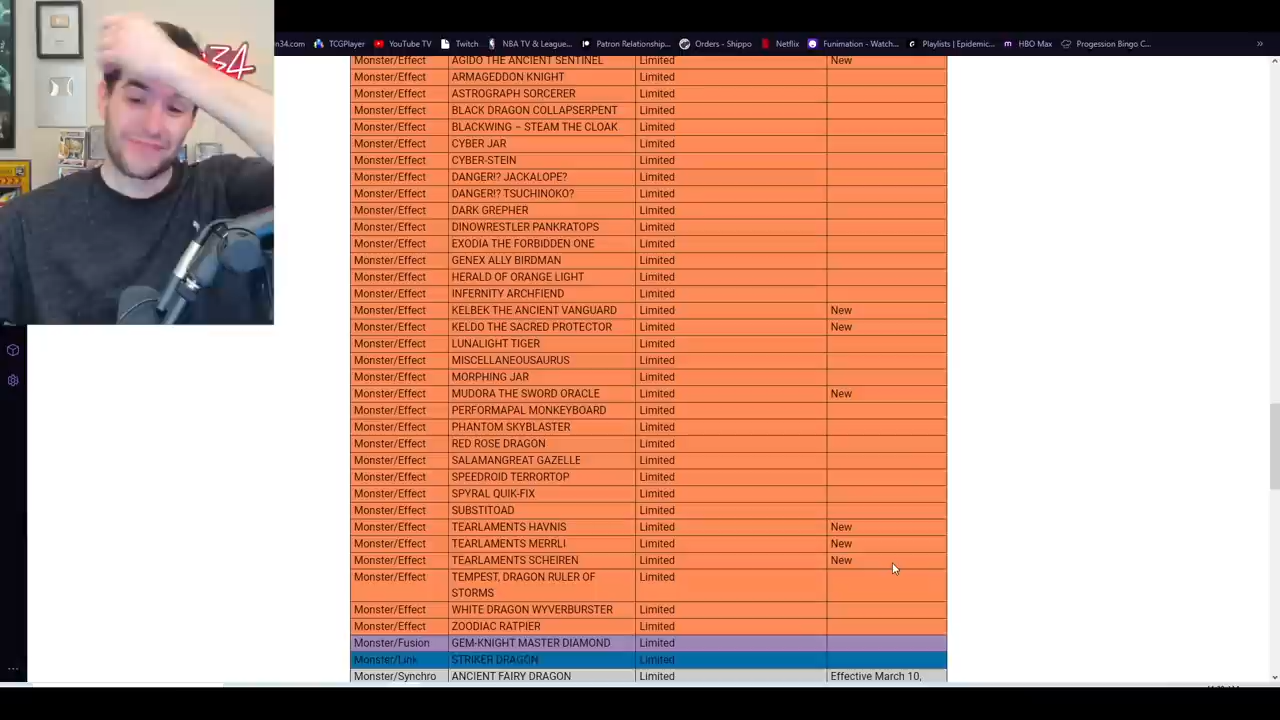 34
n34.com TCGPlayer YouTube TV Twitch NBA TV & League... Patron Relationship... Orders - Shippo Netflix Funimation - Watch... Playlists | Epidemic... HBO Max Progession Bingo C... »
Monster/Effect AGIDO THE ANCIENT SENTINEL Limited New
Monster/Effect ARMAGEDDON KNIGHT Limited
Monster/Effect ASTROGRAPH SORCERER Limited
Monster/Effect BLACK DRAGON COLLAPSERPENT Limited
Monster/Effect BLACKWING – STEAM THE CLOAK Limited
Monster/Effect CYBER JAR Limited
Monster/Effect CYBER-STEIN Limited
Monster/Effect DANGER!? JACKALOPE? Limited
Monster/Effect DANGER!? TSUCHINOKO? Limited
Monster/Effect DARK GREPHER Limited
Monster/Effect DINOWRESTLER PANKRATOPS Limited
Monster/Effect EXODIA THE FORBIDDEN ONE Limited
Monster/Effect GENEX ALLY BIRDMAN Limited
Monster/Effect HERALD OF ORANGE LIGHT Limited
Monster/Effect INFERNITY ARCHFIEND Limited
Monster/Effect KELBEK THE ANCIENT VANGUARD Limited New
Monster/Effect KELDO THE SACRED PROTECTOR Limited New
Monster/Effect LUNALIGHT TIGER Limited
Monster/Effect MISCELLANEOUSAURUS Limited
Monster/Effect MORPHING JAR Limited
Monster/Effect MUDORA THE SWORD ORACLE Limited New
Monster/Effect PERFORMAPAL MONKEYBOARD Limited
Monster/Effect PHANTOM SKYBLASTER Limited
Monster/Effect RED ROSE DRAGON Limited
Monster/Effect SALAMANGREAT GAZELLE Limited
Monster/Effect SPEEDROID TERRORTOP Limited
Monster/Effect SPYRAL QUIK-FIX Limited
Monster/Effect SUBSTITOAD Limited
Monster/Effect TEARLAMENTS HAVNIS Limited New
Monster/Effect TEARLAMENTS MERRLI Limited New
Monster/Effect TEARLAMENTS SCHEIREN Limited New
Monster/Effect TEMPEST, DRAGON RULER OF Limited
STORMS
Monster/Effect WHITE DRAGON WYVERBURSTER Limited
Monster/Effect ZOODIAC RATPIER Limited
Monster/Fusion GEM-KNIGHT MASTER DIAMOND Limited
Monster/Link STRIKER DRAGON Limited
Monster/Synchro ANCIENT FAIRY DRAGON Limited Effective March 10,